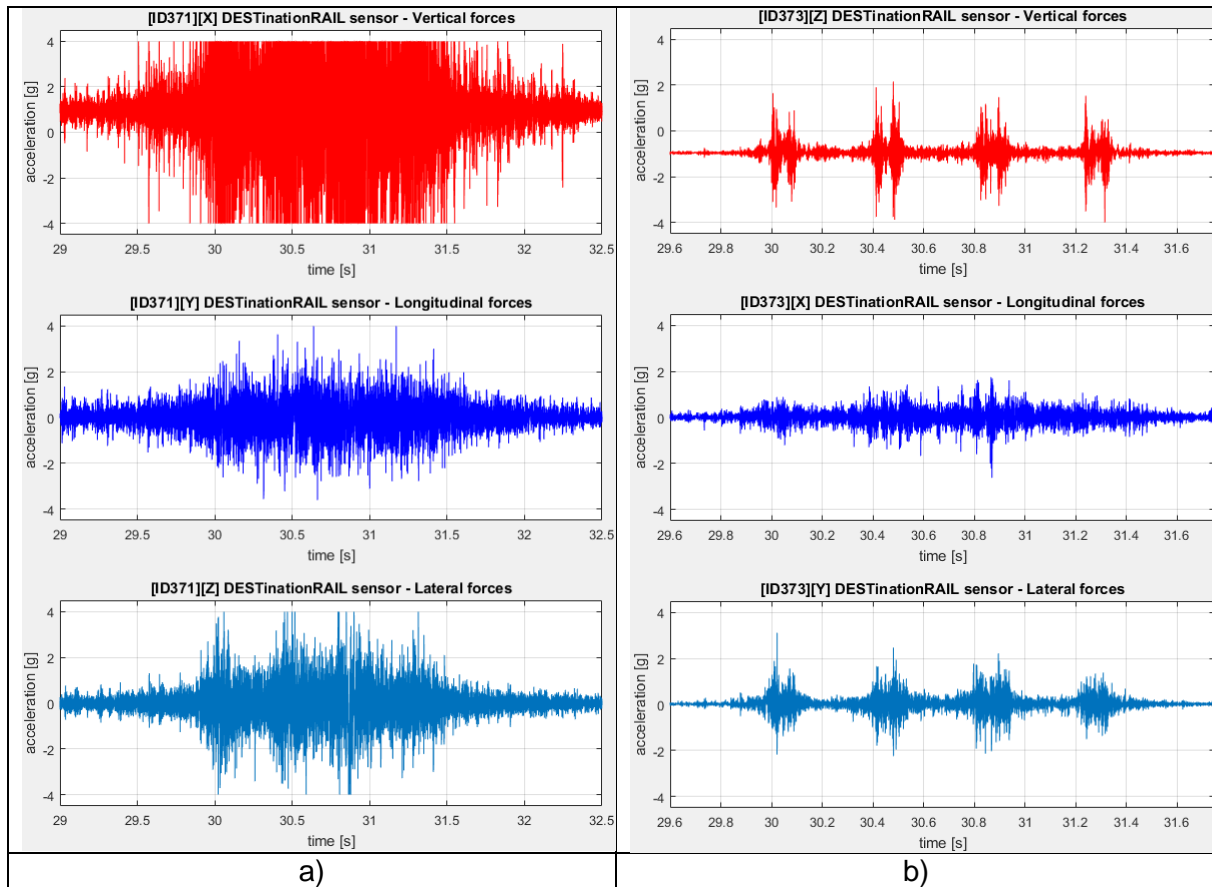 [ID371][X] DESTinationRAIL sensor - Vertical forces
acceleration [g]
4
2
0
-2
-4
29 29.5 30 30.5 31 31.5 32 32.5
time [s]
[ID371][Y] DESTinationRAIL sensor - Longitudinal forces
acceleration [g]
4
2
0
-2
-4
29 29.5 30 30.5 31 31.5 32 32.5
time [s]
[ID371][Z] DESTinationRAIL sensor - Lateral forces
acceleration [g]
4
2
0
-2
-4
29 29.5 30 30.5 31 31.5 32 32.5
time [s]
a)
[ID373][Z] DESTinationRAIL sensor - Vertical forces
acceleration [g]
4
2
0
-2
-4
29.6 29.8 30 30.2 30.4 30.6 30.8 31 31.2 31.4 31.6
time [s]
[ID373][X] DESTinationRAIL sensor - Longitudinal forces
acceleration [g]
4
2
0
-2
-4
29.6 29.8 30 30.2 30.4 30.6 30.8 31 31.2 31.4 31.6
time [s]
[ID373][Y] DESTinationRAIL sensor - Lateral forces
acceleration [g]
4
2
0
-2
-4
29.6 29.8 30 30.2 30.4 30.6 30.8 31 31.2 31.4 31.6
time [s]
b)